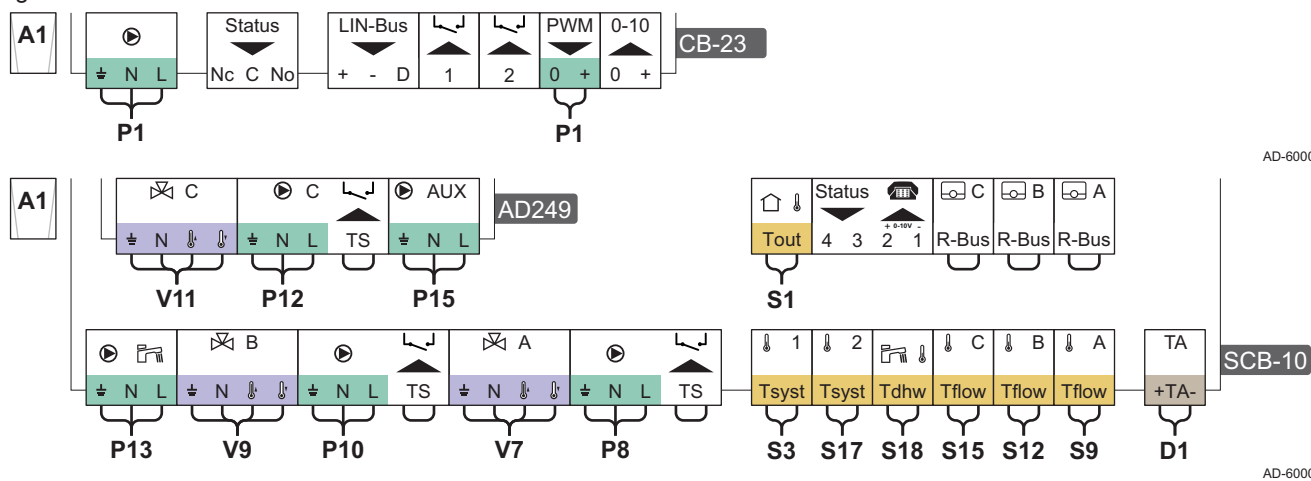 A1
Status
LIN-Bus
PWM
0-10
CB-23
N L
Nc C No
+ - D
1
2
0 +
0 +
P1
P1
AD-6000
A1
C
C
AUX
AD249
N
N L
TS
N L
V11
P12
P15
Status
C
B
A
Tout
4 3
+ 0-10V -
2 1
R-Bus
R-Bus
R-Bus
S1
B
A
1
2
C
B
A
TA
SCB-10
N L
N
N L
TS
N
N L
TS
Tsyst
Tsyst
Tdhw
Tflow
Tflow
Tflow
+TA-
P13
V9
P10
V7
P8
S3
S17
S18
S15
S12
S9
D1
AD-6000